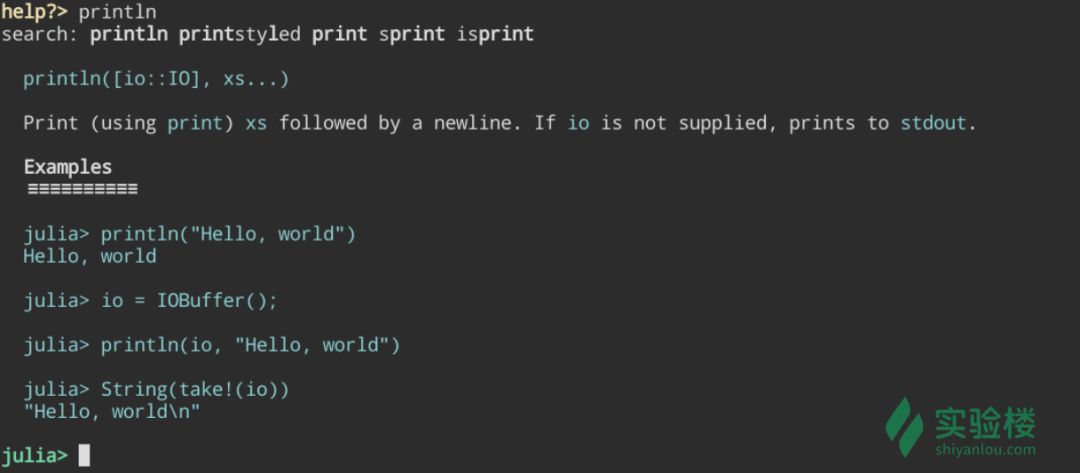 help?> println
search: println printstyled print sprint isprint
println([io::IO], xs...)
Print (using print) xs followed by a newline. If io is not supplied, prints to stdout.
Examples
≡≡≡≡≡≡≡≡≡≡
julia> println("Hello, world")
Hello, world
julia> io = IOBuffer();
julia> println(io, "Hello, world")
julia> String(take!(io))
"Hello, world\n"
julia>
实验楼
shiyanlou.com